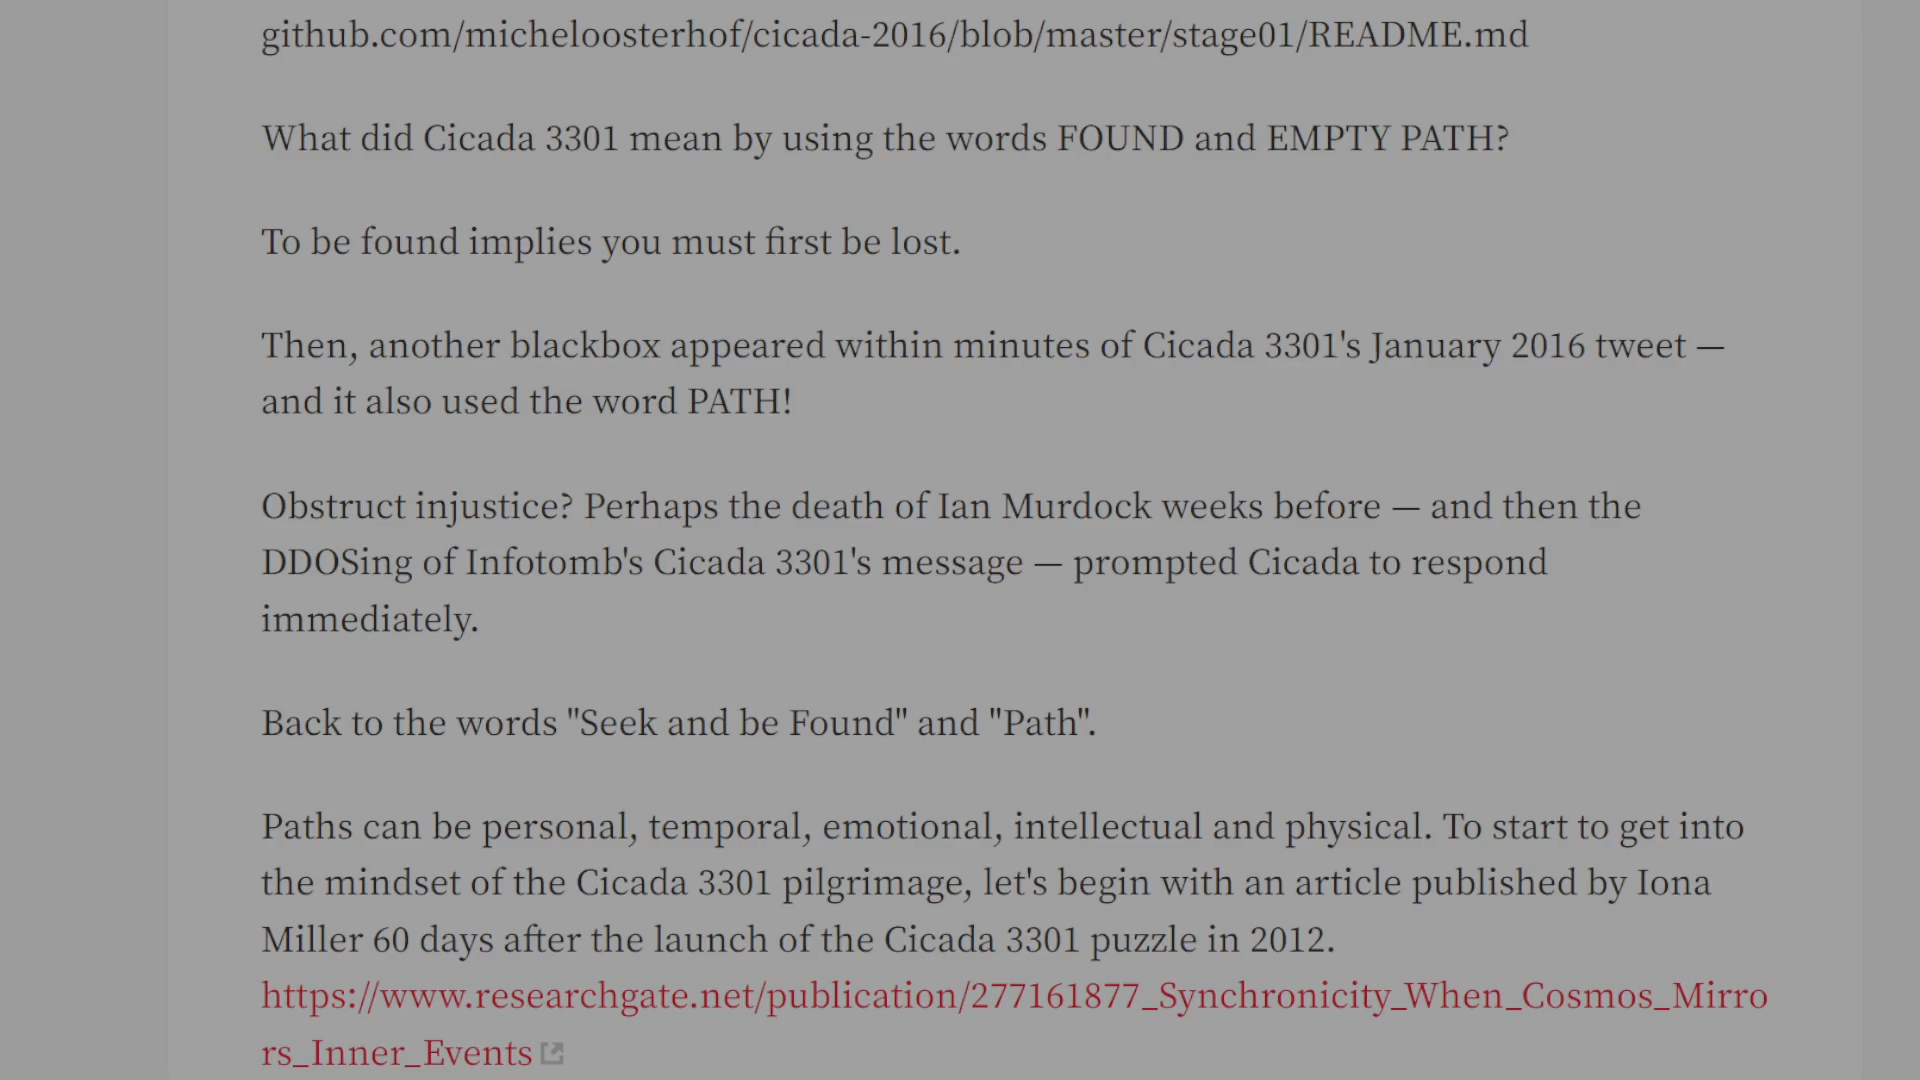 github.com/micheloosterhof/cicada-2016/blob/master/stage01/README.md
What did Cicada 3301 mean by using the words FOUND and EMPTY PATH?
To be found implies you must first be lost.
Then, another blackbox appeared within minutes of Cicada 3301's January 2016 tweet —
and it also used the word PATH!
Obstruct injustice? Perhaps the death of Ian Murdock weeks before — and then the
DDOSing of Infotomb's Cicada 3301's message — prompted Cicada to respond
immediately.
Back to the words "Seek and be Found" and "Path".
Paths can be personal, temporal, emotional, intellectual and physical. To start to get into
the mindset of the Cicada 3301 pilgrimage, let's begin with an article published by Iona
Miller 60 days after the launch of the Cicada 3301 puzzle in 2012.
https://www.researchgate.net/publication/277161877_Synchronicity_When_Cosmos_Mirro
rs_Inner_Events